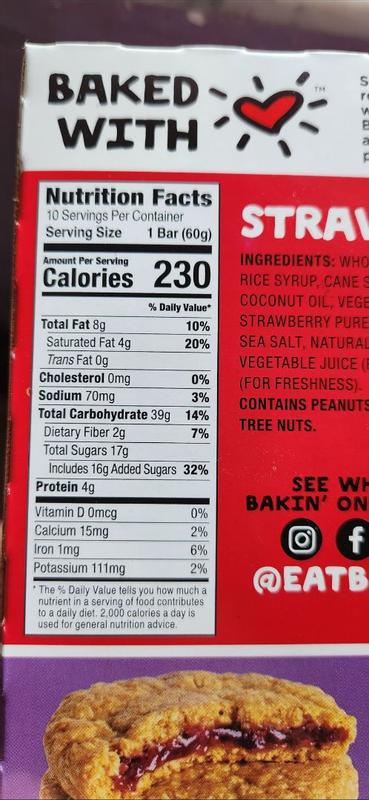 BAKED
WITH
TM
Nutrition Facts
10 Servings Per Container
Serving Size 1 Bar (60g)
Amount Per Serving
Calories 230
% Daily Value*
Total Fat 8g 10%
Saturated Fat 4g 20%
Trans Fat 0g
Cholesterol 0mg 0%
Sodium 70mg 3%
Total Carbohydrate 39g 14%
Dietary Fiber 2g 7%
Total Sugars 17g
Includes 16g Added Sugars 32%
Protein 4g
Vitamin D 0mcg 0%
Calcium 15mg 2%
Iron 1mg 6%
Potassium 111mg 2%
* The % Daily Value tells you how much a
nutrient in a serving of food contributes
to a daily diet. 2,000 calories a day is
used for general nutrition advice.
STRAW
INGREDIENTS: WHO
RICE SYRUP, CANE S
COCONUT OIL, VEGE
STRAWBERRY PURE
SEA SALT, NATURAL
VEGETABLE JUICE (
(FOR FRESHNESS).
CONTAINS PEANUTS
TREE NUTS.
SEE WH
BAKIN' ON
@EATB